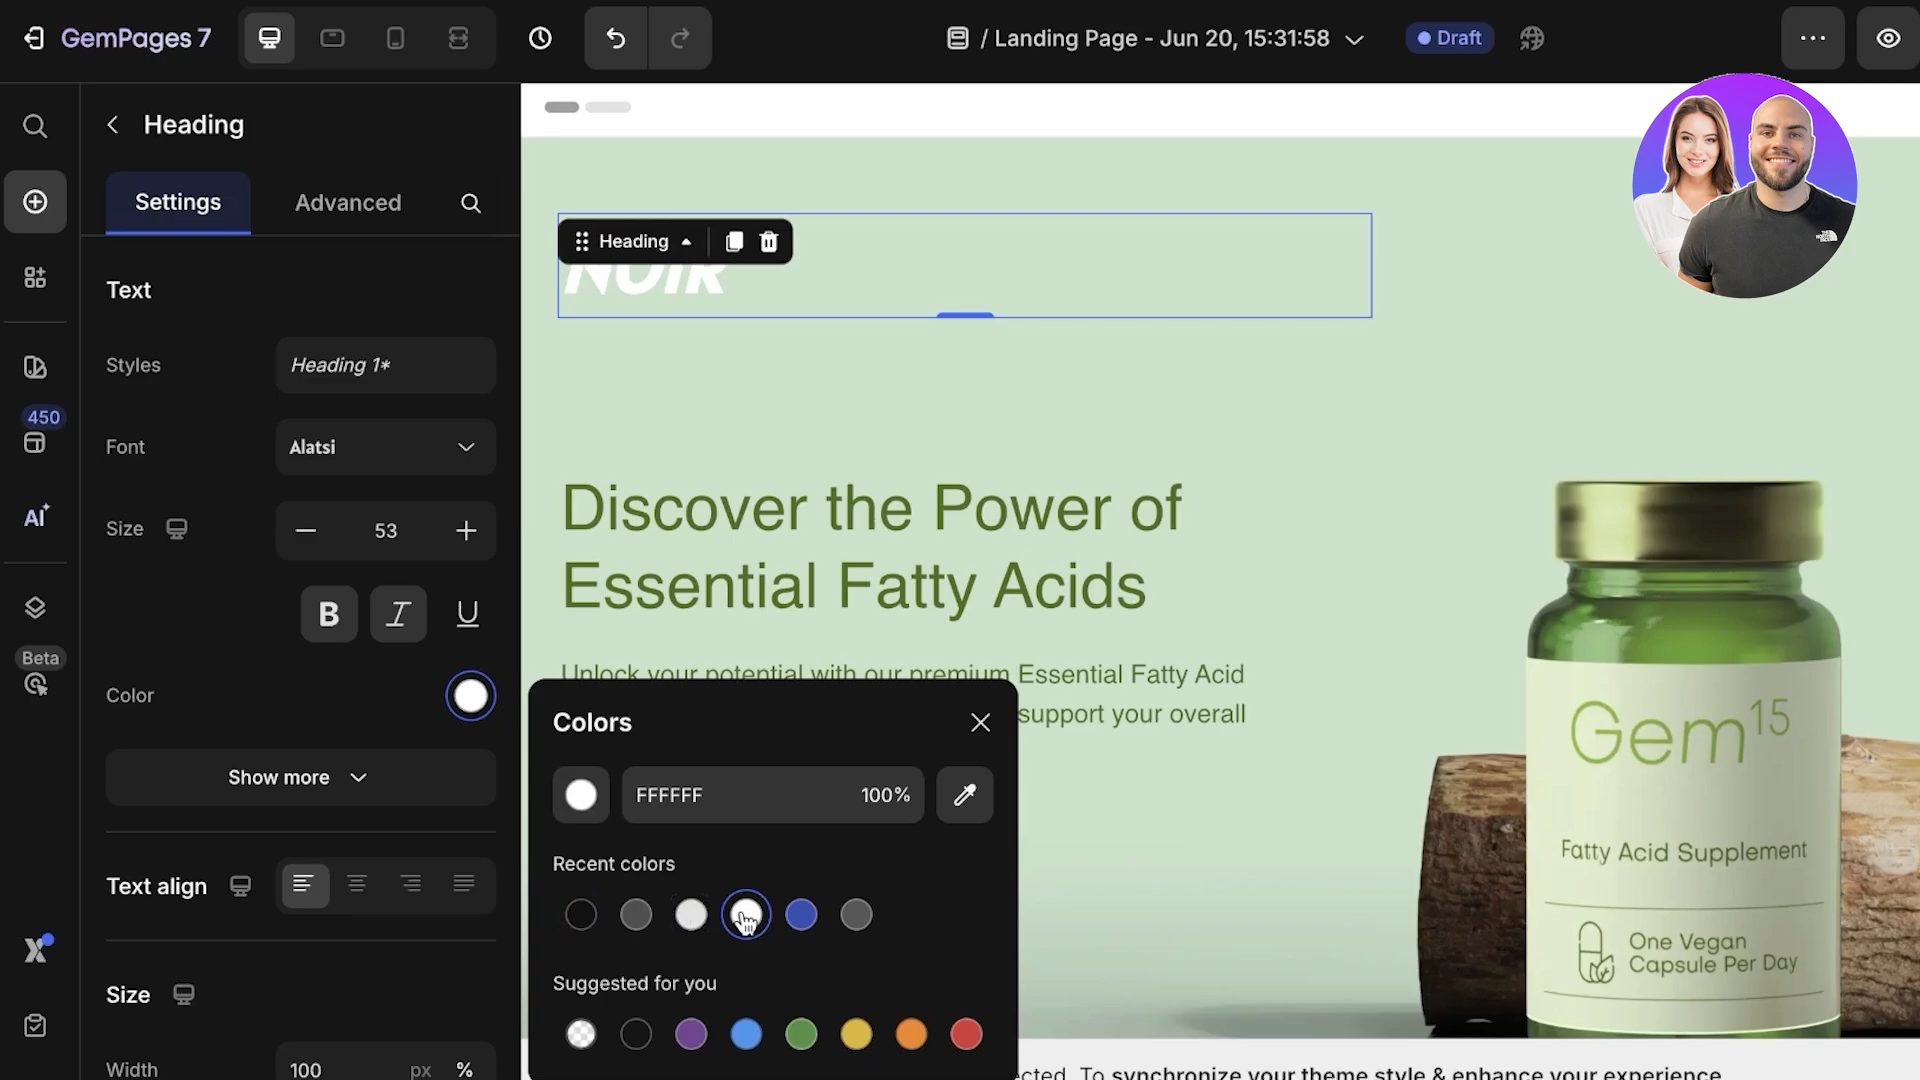 GemPages 7
/ Landing Page - Jun 20, 15:31:58
Draft
Heading
Settings
Advanced
Text
Styles
Heading 1*
Font
Alatsi
Size
53
B I U
Color
Show more
Text align
Size
Width
100
px
%
450
AI
Beta
Heading
NOIR
Discover the Power of
Essential Fatty Acids
Unlock your potential with our premium Essential Fatty Acid
support your overall
Colors
FFFFFF
100%
Recent colors
Suggested for you
Gem15
Fatty Acid Supplement
One Vegan
Capsule Per Day
To synchronize your theme style & enhance your experience